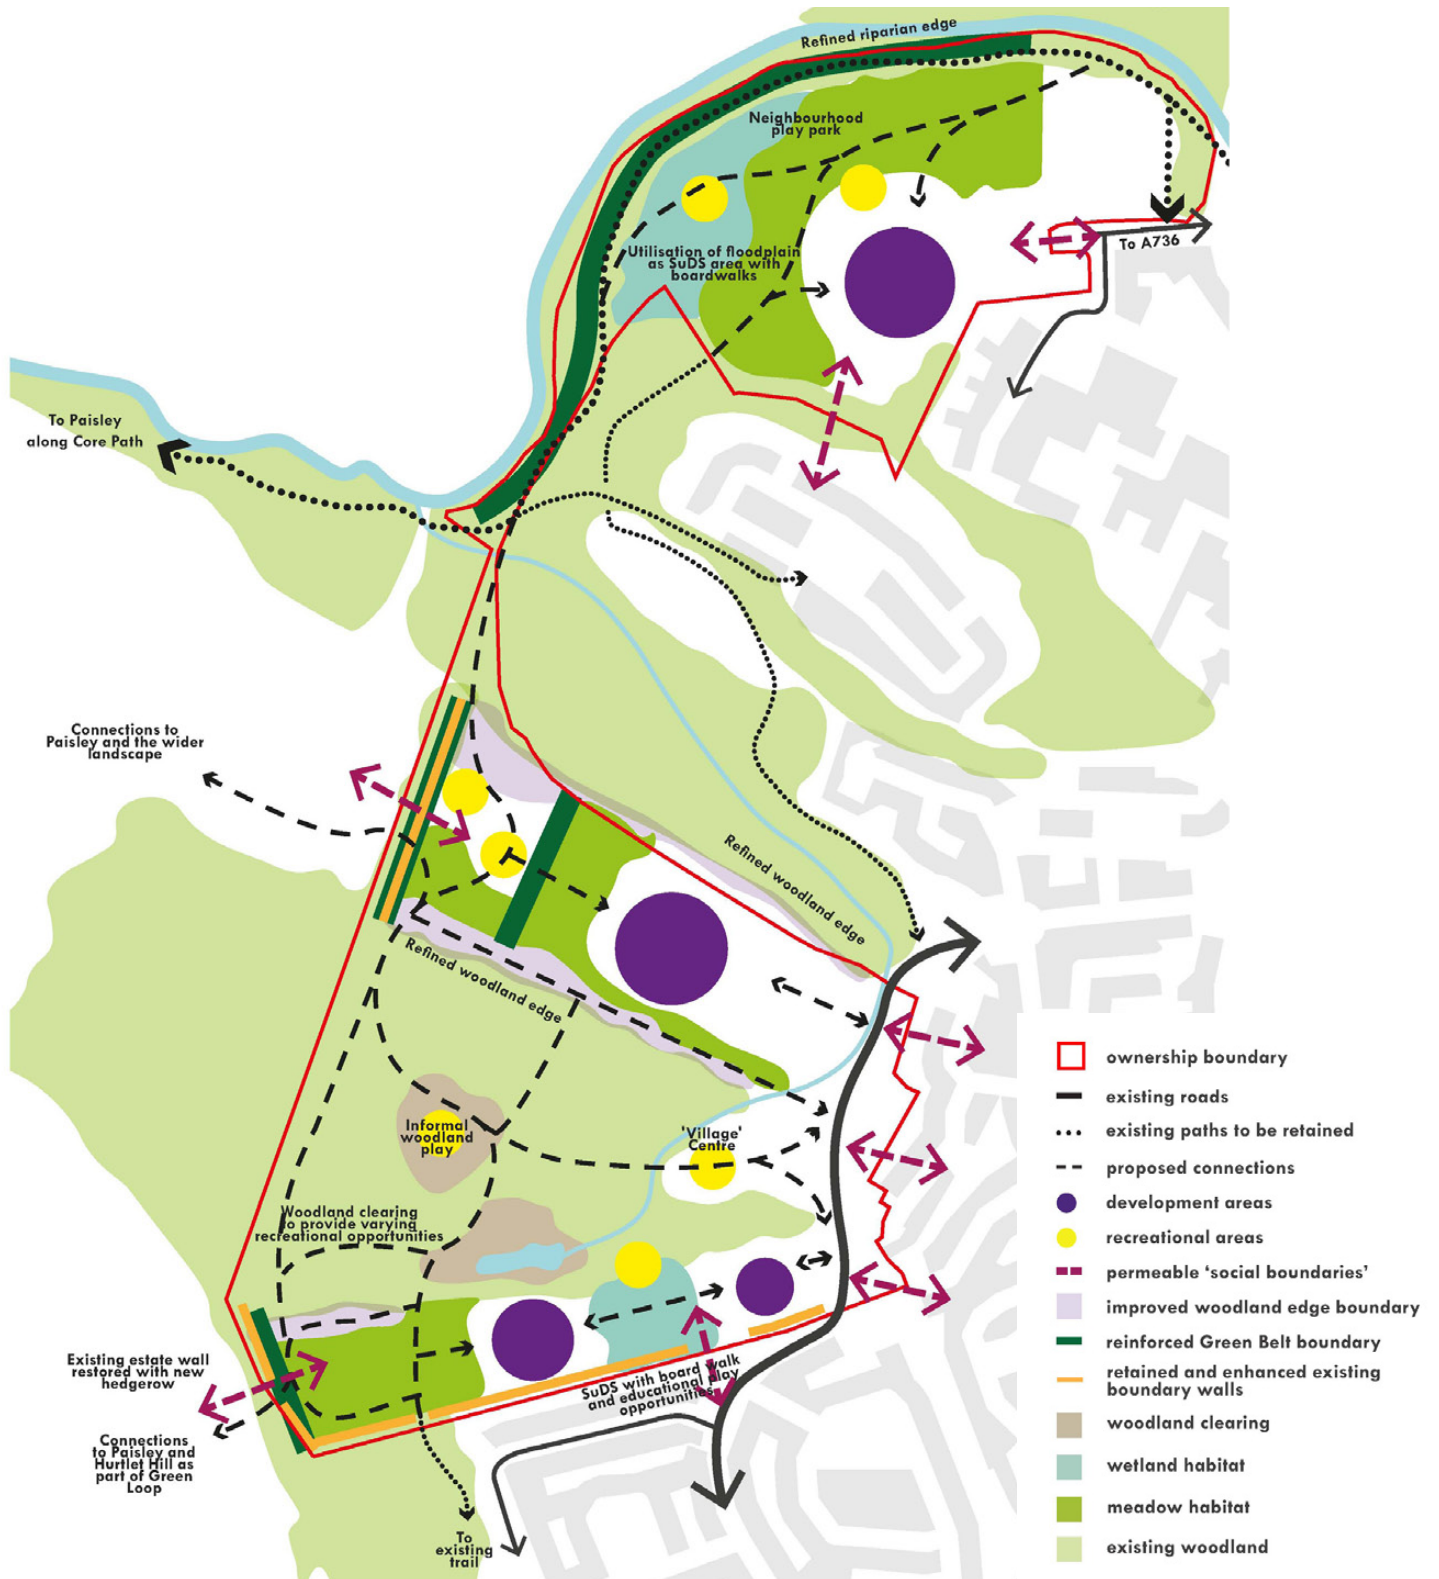 Refined riparian edge
Neighbourhood
play park
Utilisation of floodplain
as SuDS area with
boardwalks
To A736
To Paisley
along Core Path
Connections to
Paisley and the wider
landscape
Refined woodland edge
Refined woodland edge
Informal
woodland
play
'Village'
Centre
Woodland clearing
to provide varying
recreational opportunities
Existing estate wall
restored with new
hedgerow
SuDS with board walk
and educational play
opportunities
Connections
to Paisley and
Hurtlet Hill as
part of Green
Loop
To
existing
trail
ownership boundary
existing roads
existing paths to be retained
proposed connections
development areas
recreational areas
permeable ‘social boundaries’
improved woodland edge boundary
reinforced Green Belt boundary
retained and enhanced existing
boundary walls
woodland clearing
wetland habitat
meadow habitat
existing woodland